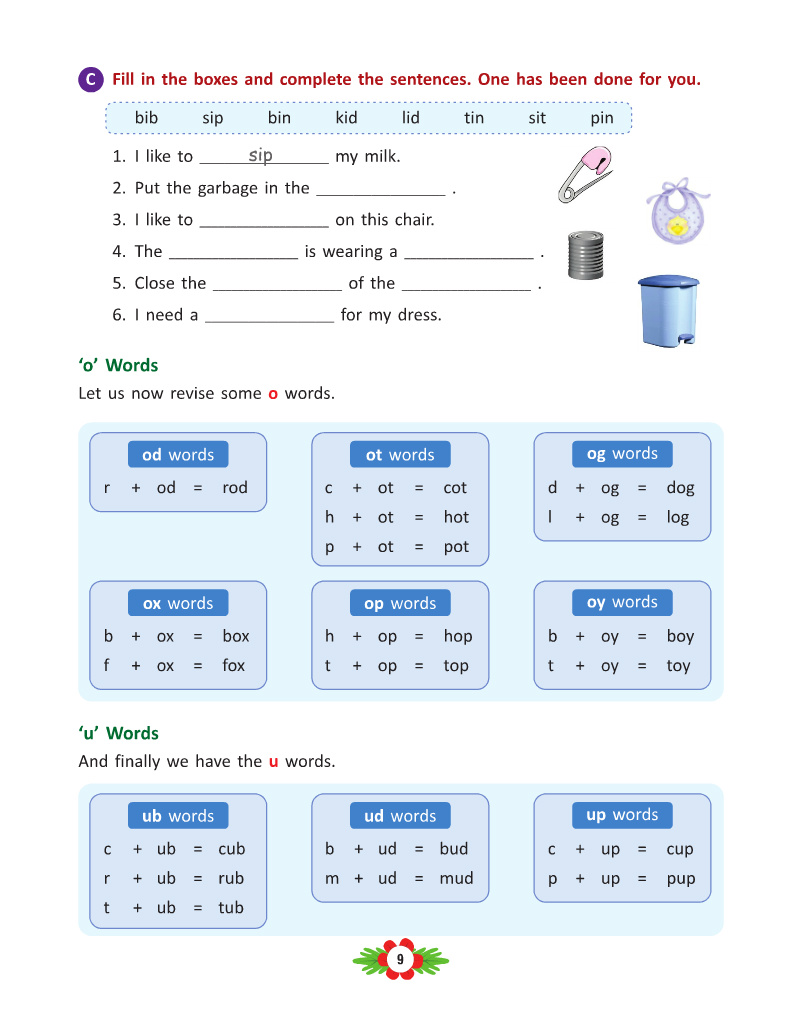 C Fill in the boxes and complete the sentences. One has been done for you.
bib sip bin kid lid tin sit pin
1. I like to ______sip______ my milk.
2. Put the garbage in the ______________ .
3. I like to ______________ on this chair.
4. The ______________ is wearing a ______________ .
5. Close the ______________ of the ______________ .
6. I need a ______________ for my dress.
‘o’ Words
Let us now revise some o words.
od words ot words og words
r + od = rod c + ot = cot d + og = dog
h + ot = hot l + og = log
p + ot = pot
ox words op words oy words
b + ox = box h + op = hop b + oy = boy
f + ox = fox t + op = top t + oy = toy
‘u’ Words
And finally we have the u words.
ub words ud words up words
c + ub = cub b + ud = bud c + up = cup
r + ub = rub m + ud = mud p + up = pup
t + ub = tub
9